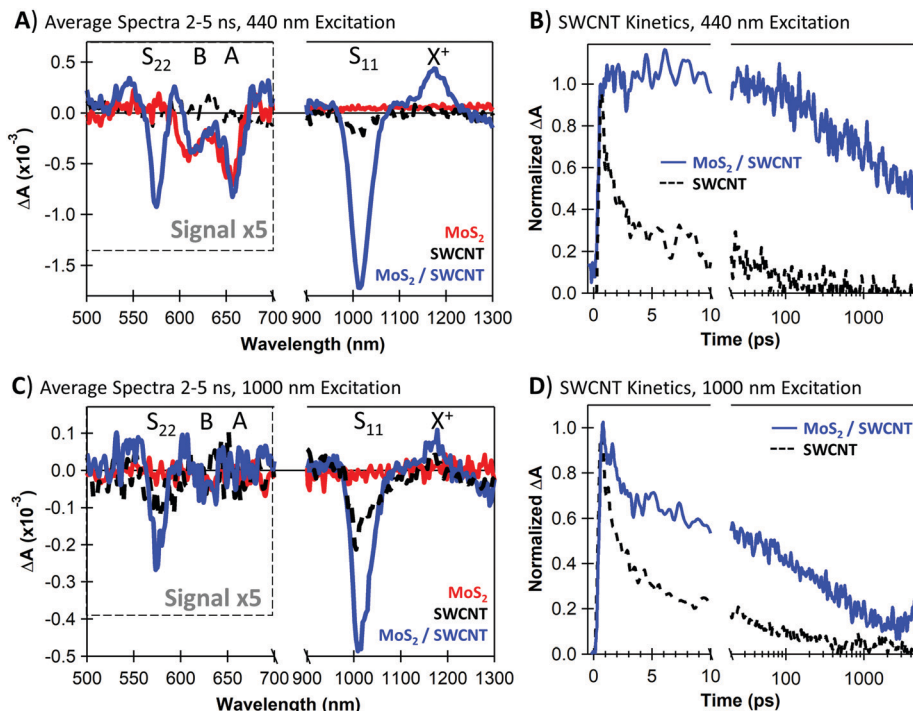 A) Average Spectra 2-5 ns, 440 nm Excitation
S22 B A S11 X+
0.5
0.0
-0.5
-1.0
-1.5
ΔA (x10-3)
Signal x5
MoS2
SWCNT
MoS2 / SWCNT
500 550 600 650 700 900 1000 1100 1200 1300
Wavelength (nm)
B) SWCNT Kinetics, 440 nm Excitation
1.0
0.8
0.6
0.4
0.2
0.0
Normalized ΔA
MoS2 / SWCNT
SWCNT
0 5 10 100 1000
Time (ps)
C) Average Spectra 2-5 ns, 1000 nm Excitation
S22 B A S11 X+
0.1
0.0
-0.1
-0.2
-0.3
-0.4
-0.5
ΔA (x10-3)
Signal x5
MoS2
SWCNT
MoS2 / SWCNT
500 550 600 650 700 900 1000 1100 1200 1300
Wavelength (nm)
D) SWCNT Kinetics, 1000 nm Excitation
1.0
0.8
0.6
0.4
0.2
0.0
Normalized ΔA
MoS2 / SWCNT
SWCNT
0 5 10 100 1000
Time (ps)